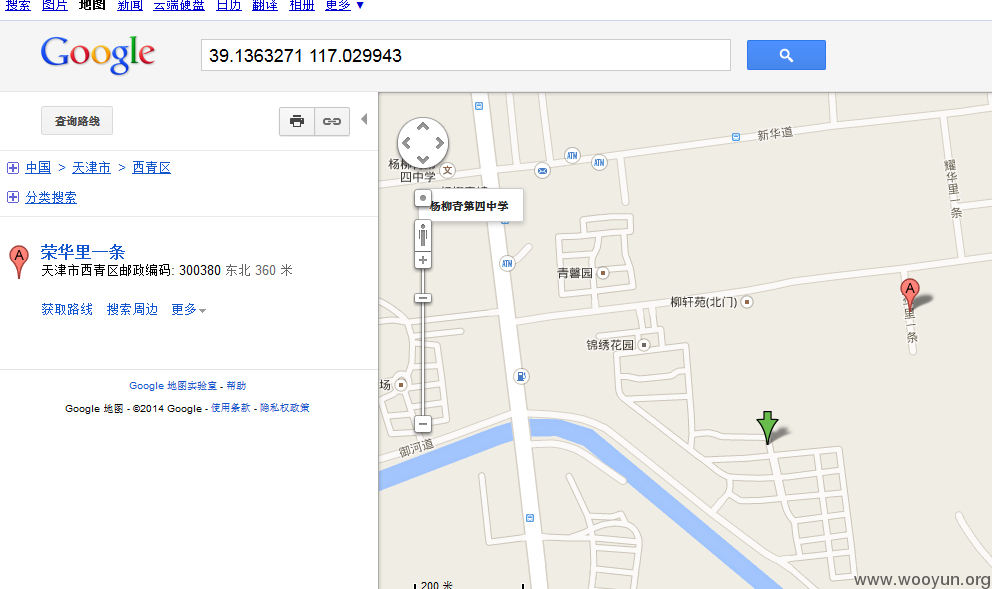 搜索 图片 地图 新闻 云端硬盘 日历 翻译 相册 更多 ▼
Google
39.1363271 117.029943
查询路线
中国 > 天津市 > 西青区
分类搜索
A
荣华里一条
天津市西青区邮政编码: 300380 东北 360 米
获取路线 搜索周边 更多
Google 地图实验室 - 帮助
Google 地图 - ©2014 Google - 使用条款 - 隐私权政策
新华道
ATM
ATM
杨柳
四中学
文
耀华里一条
杨柳青第四中学
ATM
青馨园
柳轩苑(北门)
A
华里一条
锦绣花园
场
御河道
200 米
www.wooyun.org